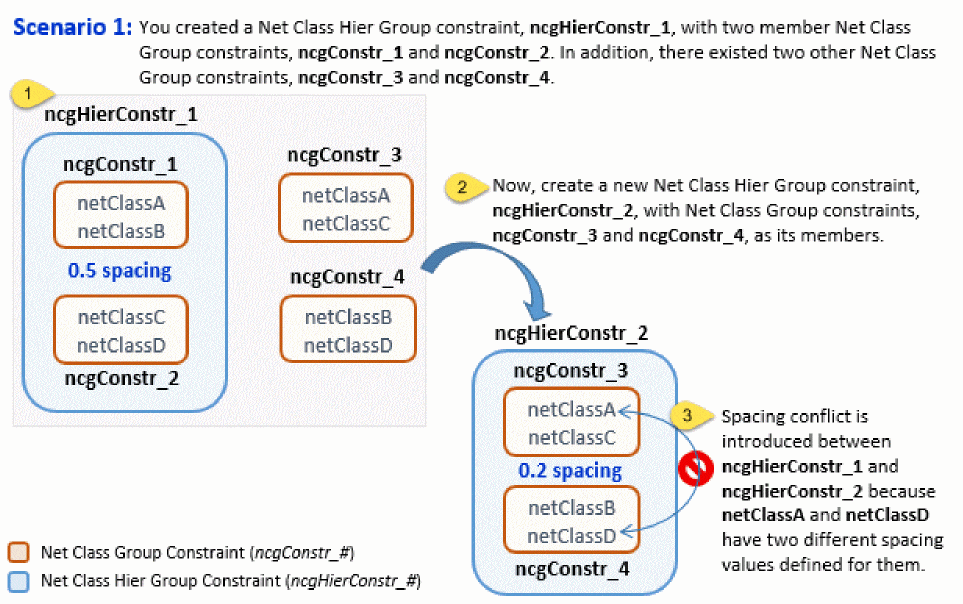 Scenario 1: You created a Net Class Hier Group constraint, ncgHierConstr_1, with two member Net Class
Group constraints, ncgConstr_1 and ncgConstr_2. In addition, there existed two other Net Class
Group constraints, ncgConstr_3 and ncgConstr_4.
1
ncgHierConstr_1
ncgConstr_1
netClassA
netClassB
0.5 spacing
netClassC
netClassD
ncgConstr_2
ncgConstr_3
netClassA
netClassC
ncgConstr_4
netClassB
netClassD
2
Now, create a new Net Class Hier Group constraint,
ncgHierConstr_2, with Net Class Group constraints,
ncgConstr_3 and ncgConstr_4, as its members.
ncgHierConstr_2
ncgConstr_3
netClassA
netClassC
0.2 spacing
netClassB
netClassD
ncgConstr_4
3
Spacing conflict is
introduced between
ncgHierConstr_1 and
ncgHierConstr_2 because
netClassA and netClassD
have two different spacing
values defined for them.
Net Class Group Constraint (ncgConstr_#)
Net Class Hier Group Constraint (ncgHierConstr_#)